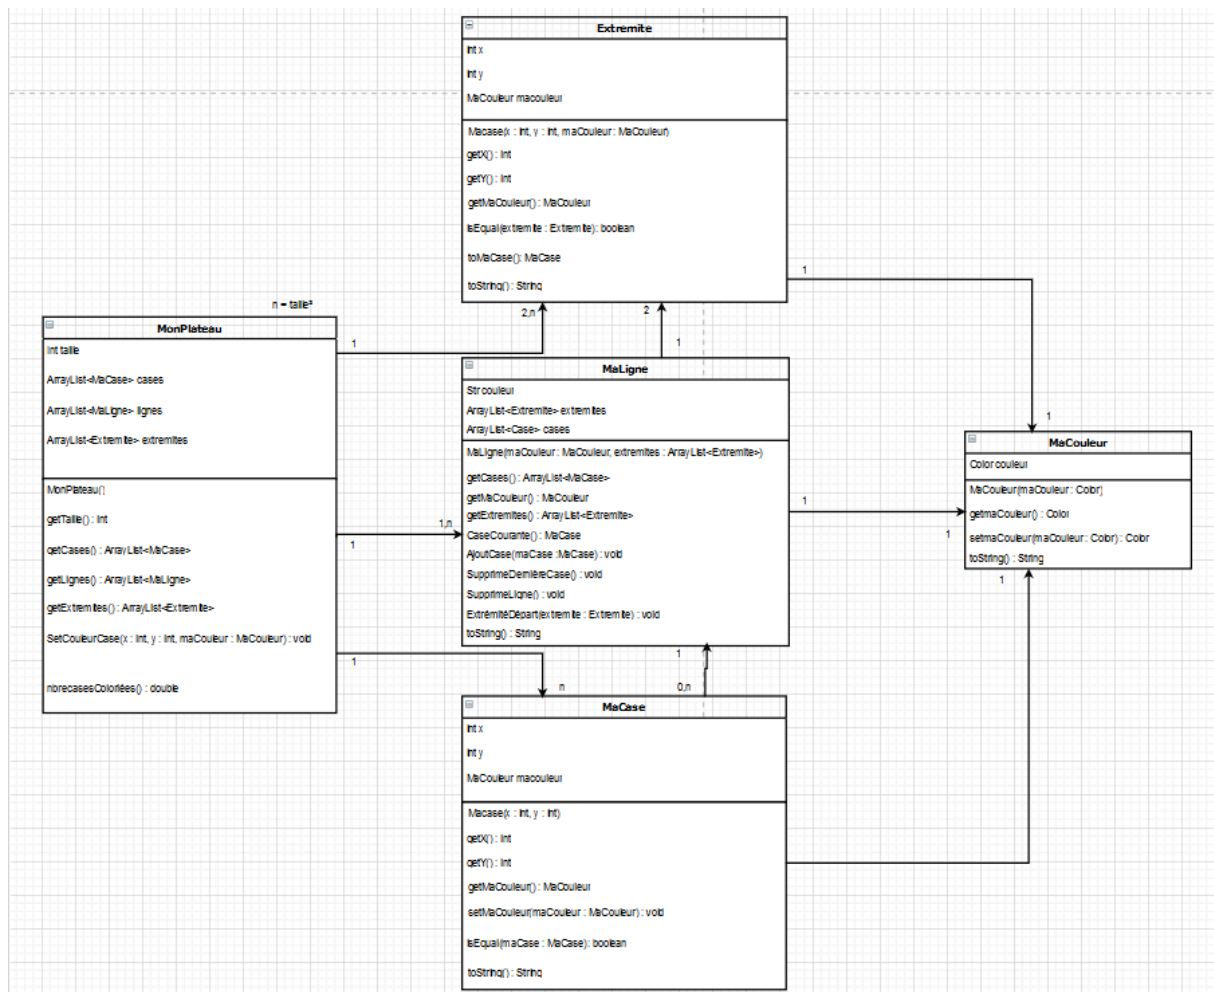 Extremite
Int x
Int y
MaCouleur macouleur
Macase(x : Int, y : Int, maCouleur : MaCouleur)
getX() : Int
getY() : Int
getMaCouleur() : MaCouleur
IsEqual(extremite : Extremite) : boolean
toMaCase(): MaCase
toString() : String
1
n = taille²
2,n
2
1
1
MonPlateau
Int taille
ArrayList<MaCase> cases
ArrayList<MaLigne> lignes
ArrayList<Extremite> extremites
MonPlateau()
getTaille() : Int
getCases() : ArrayList<MaCase>
getLignes() : ArrayList<MaLigne>
getExtremites() : ArrayList<Extremite>
SetCouleurCase(x : Int, y : Int, maCouleur : MaCouleur) : void
nbrecasesColoriées() : double
1,n
1
1
MaLigne
Str couleur
ArrayList<Extremite> extremites
ArrayList<Case> cases
MaLigne(maCouleur : MaCouleur, extremites : ArrayList<Extremite>)
getCases() : ArrayList<MaCase>
getMaCouleur() : MaCouleur
getExtremites() : ArrayList<Extremite>
CaseCourante() : MaCase
AjoutCase(maCase :MaCase) : void
SupprimeDernièreCase() : void
SupprimeLigne() : void
ExtrémitéDépart(extremite : Extremite) : void
toString() : String
1
1
1
MaCouleur
Color couleur
MaCouleur(maCouleur : Color)
getmaCouleur() : Color
setmaCouleur(maCouleur : Color) : Color
toString() : String
1
1
n
0,n
MaCase
Int x
Int y
MaCouleur macouleur
Macase(x : Int, y : Int)
getX() : Int
getY() : Int
getMaCouleur() : MaCouleur
setMaCouleur(maCouleur : MaCouleur) : void
IsEqual(maCase : MaCase): boolean
toString() : String